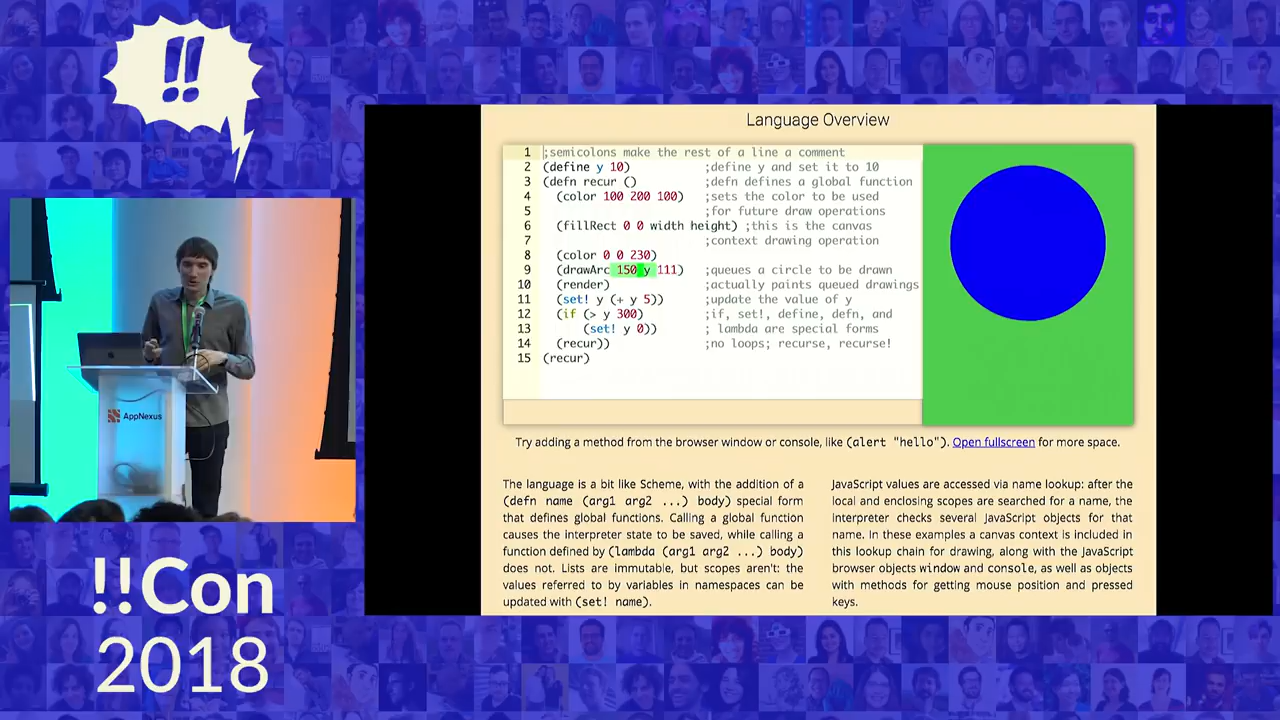 !!
AppNexus
!!Con
2018
Language Overview
1 ;semicolons make the rest of a line a comment
2 (define y 10) ;define y and set it to 10
3 (defn recur () ;defn defines a global function
4 (color 100 200 100) ;sets the color to be used
5 ;for future draw operations
6 (fillRect 0 0 width height) ;this is the canvas
7 ;context drawing operation
8 (color 0 0 230)
9 (drawArc 150 y 111) ;queues a circle to be drawn
10 (render) ;actually paints queued drawings
11 (set! y (+ y 5)) ;update the value of y
12 (if (> y 300) ;if, set!, define, defn, and
13 (set! y 0)) ; lambda are special forms
14 (recur)) ;no loops; recurse, recurse!
15 (recur)
Try adding a method from the browser window or console, like (alert "hello"). Open fullscreen for more space.
The language is a bit like Scheme, with the addition of a
(defn name (arg1 arg2 ...) body) special form
that defines global functions. Calling a global function
causes the interpreter state to be saved, while calling a
function defined by (lambda (arg1 arg2 ...) body)
does not. Lists are immutable, but scopes aren't: the
values referred to by variables in namespaces can be
updated with (set! name).
JavaScript values are accessed via name lookup: after the
local and enclosing scopes are searched for a name, the
interpreter checks several JavaScript objects for that
name. In these examples a canvas context is included in
this lookup chain for drawing, along with the JavaScript
browser objects window and console, as well as objects
with methods for getting mouse position and pressed
keys.